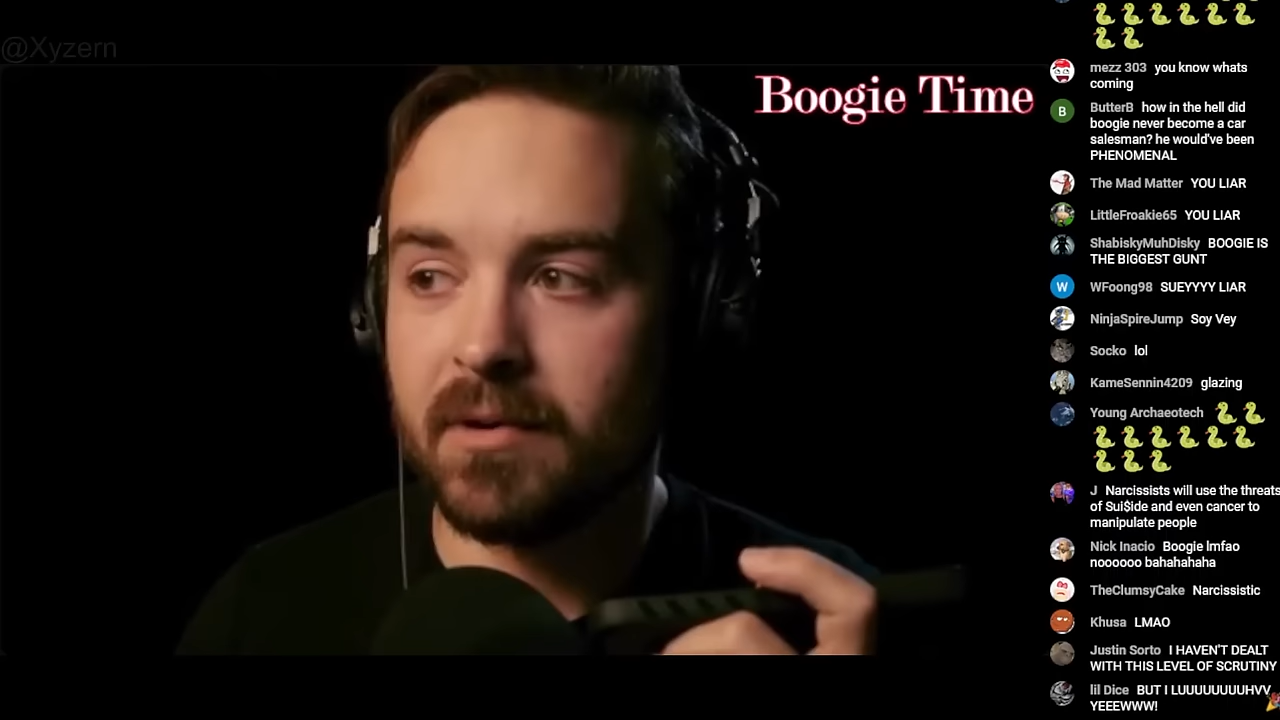 @Xyzern
Boogie Time
mezz 303 you know whats
coming
B
ButterB how in the hell did
boogie never become a car
salesman? he would've been
PHENOMENAL
The Mad Matter YOU LIAR
LittleFroakie65 YOU LIAR
ShabiskyMuhDisky BOOGIE IS
THE BIGGEST GUNT
W
WFoong98 SUEYYYY LIAR
NinjaSpireJump Soy Vey
Socko lol
KameSennin4209 glazing
Young Archaeotech 🐍🐍
🐍🐍🐍🐍🐍🐍
🐍🐍🐍
J Narcissists will use the threats
of Sui$ide and even cancer to
manipulate people
Nick Inacio Boogie lmfao
noooooo bahahahaha
TheClumsyCake Narcissistic
Khusa LMAO
Justin Sorto I HAVEN'T DEALT
WITH THIS LEVEL OF SCRUTINY
lil Dice BUT I LUUUUUUUUHVV
YEEEWWW!